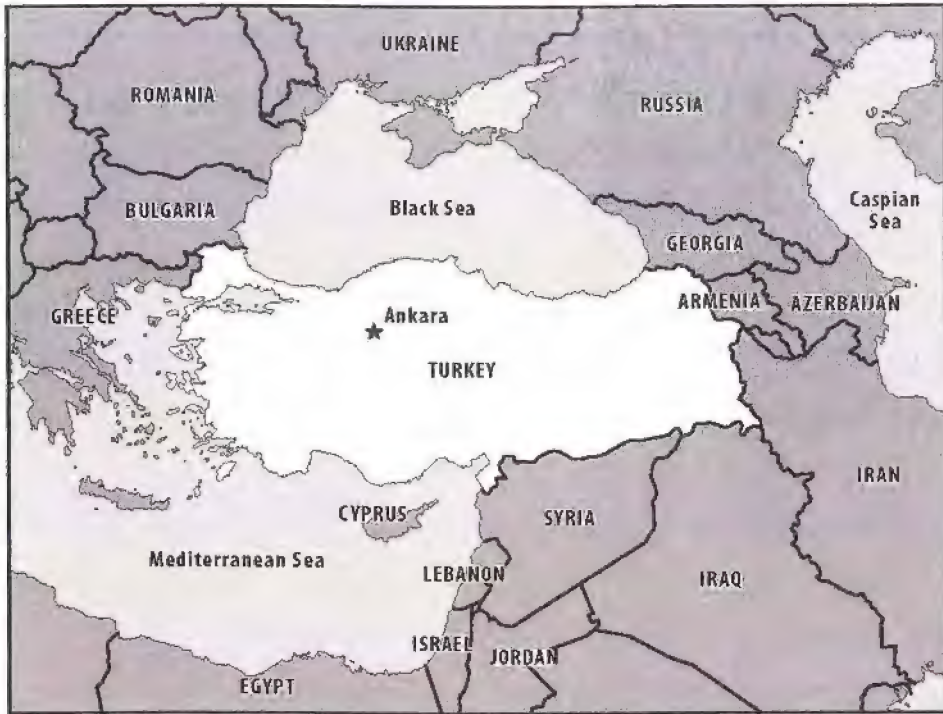 UKRAINE
ROMANIA
RUSSIA
BULGARIA
Black Sea
Caspian
Sea
GEORGIA
GREECE
Ankara
ARMENIA
AZERBAIJAN
TURKEY
IRAN
CYPRUS
SYRIA
Mediterranean Sea
LEBANON
IRAQ
ISRAEL
JORDAN
EGYPT